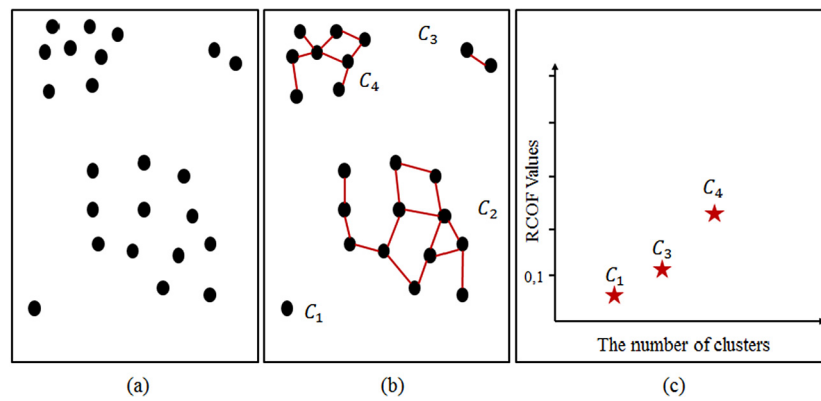 C₃
C₄
C₂
C₁
RCOF Values
C₄
C₃
C₁
0,1
The number of clusters
(a)
(b)
(c)